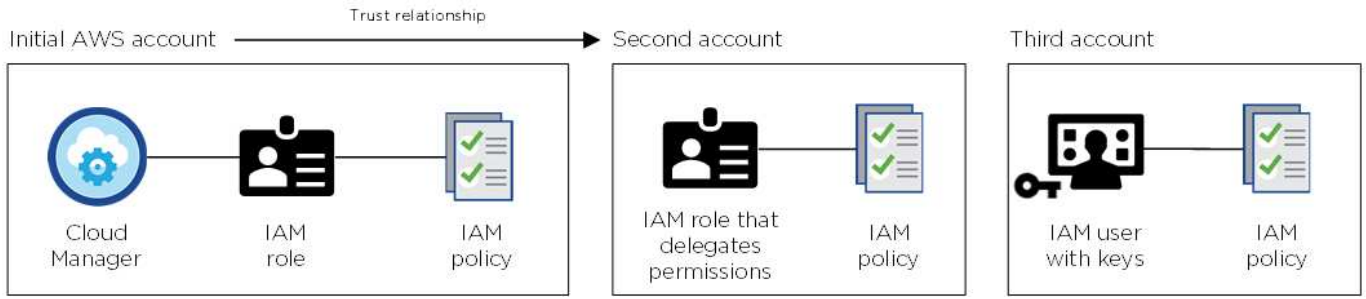 Trust relationship
Initial AWS account
Second account
Third account
Cloud
Manager
IAM
role
IAM
policy
IAM role that
delegates
permissions
IAM
policy
IAM user
with keys
IAM
policy